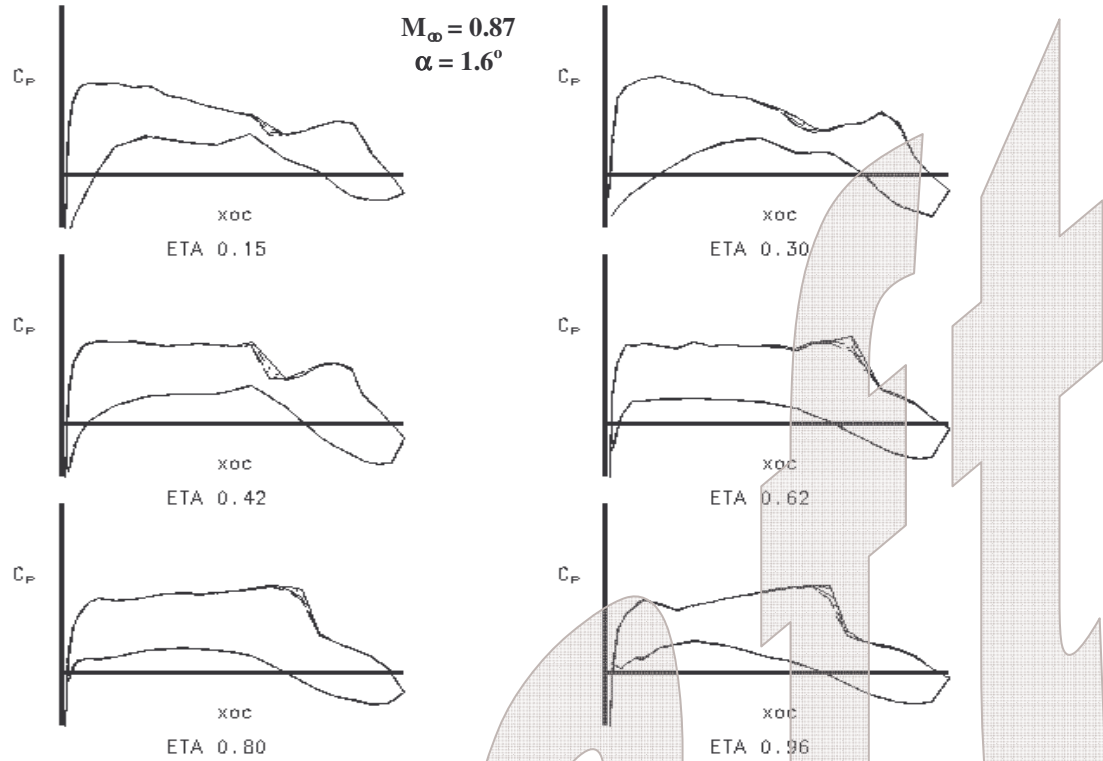 M∞ = 0.87
α = 1.6°
Cₚ
xoc
ETA 0.15
Cₚ
xoc
ETA 0.30
Cₚ
xoc
ETA 0.42
Cₚ
xoc
ETA 0.62
Cₚ
xoc
ETA 0.80
Cₚ
xoc
ETA 0.96